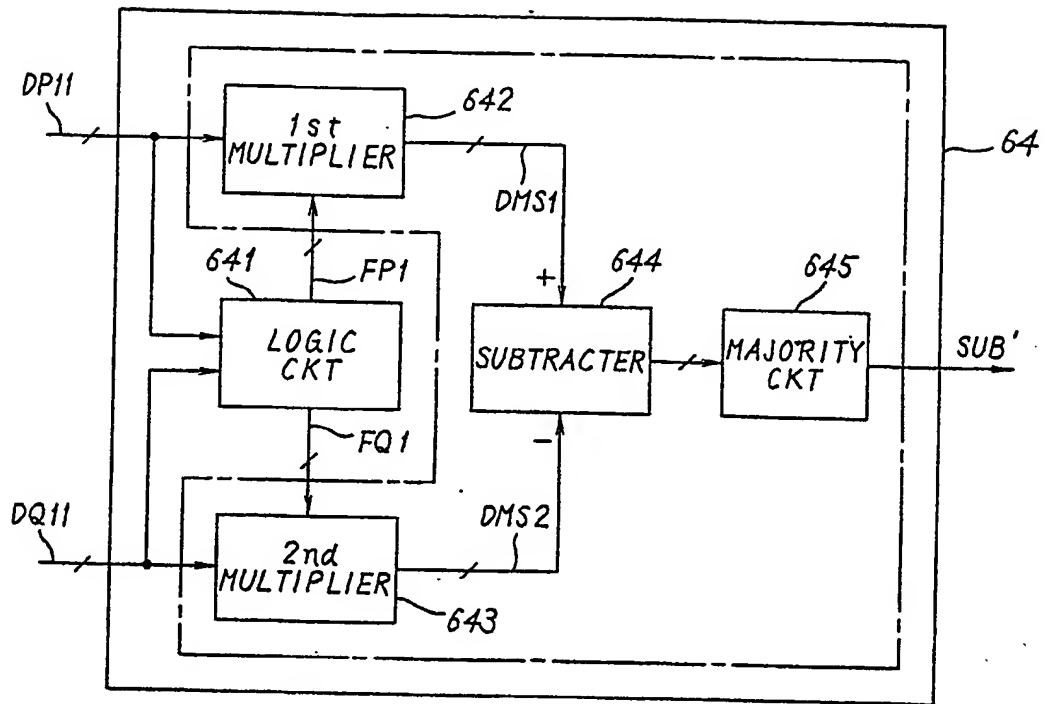 DP11
1st
MULTIPLIER
642
64
DMS1
641
FP1
+
644
645
LOGIC
CKT
SUBTRACTER
MAJORITY
CKT
SUB'
FQ1
-
DQ11
2nd
MULTIPLIER
DMS2
643